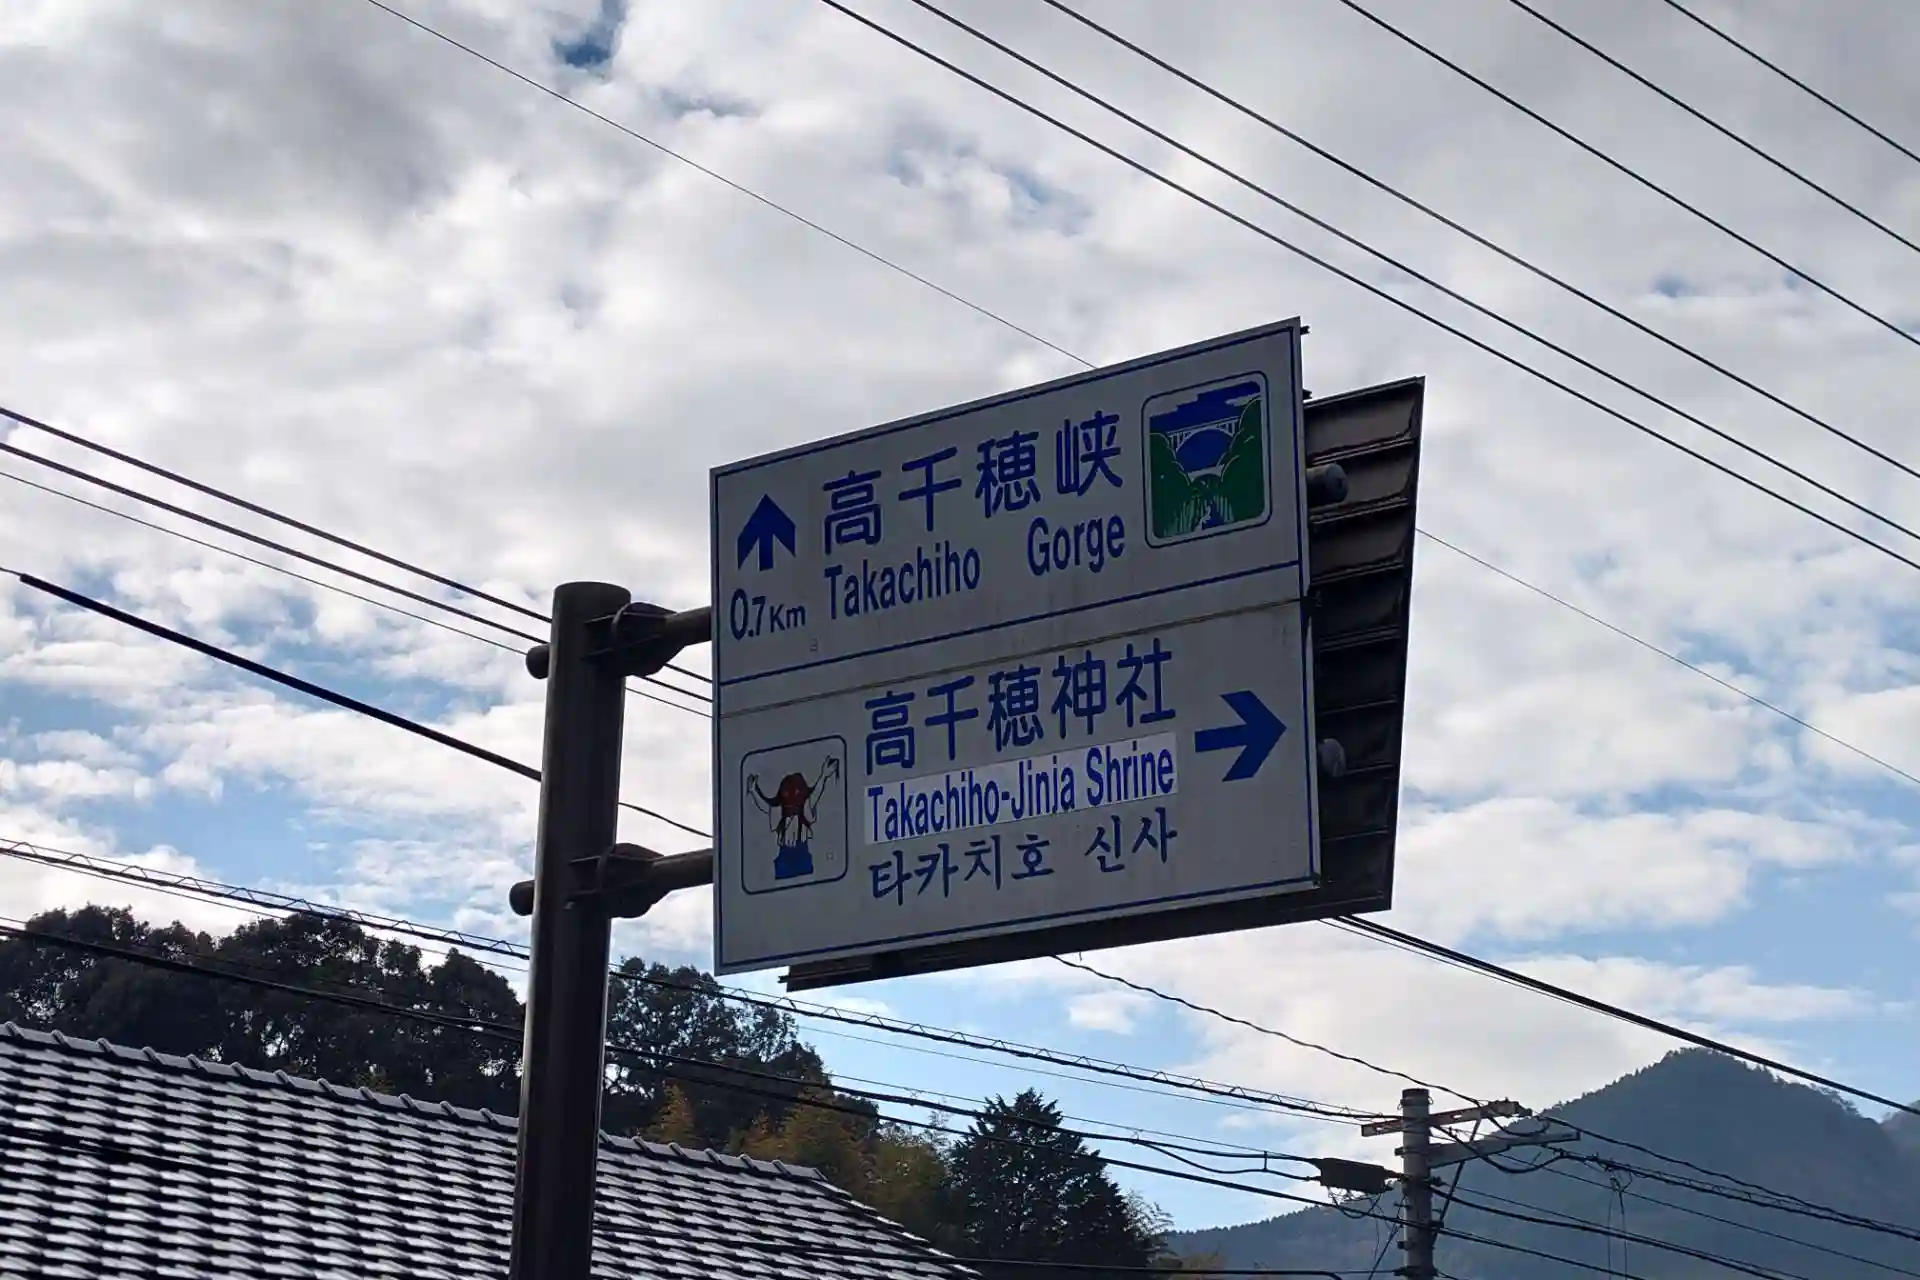 高千穂峡
0.7Km Takachiho Gorge
高千穂神社
Takachiho-Jinja Shrine
타카치호 신사